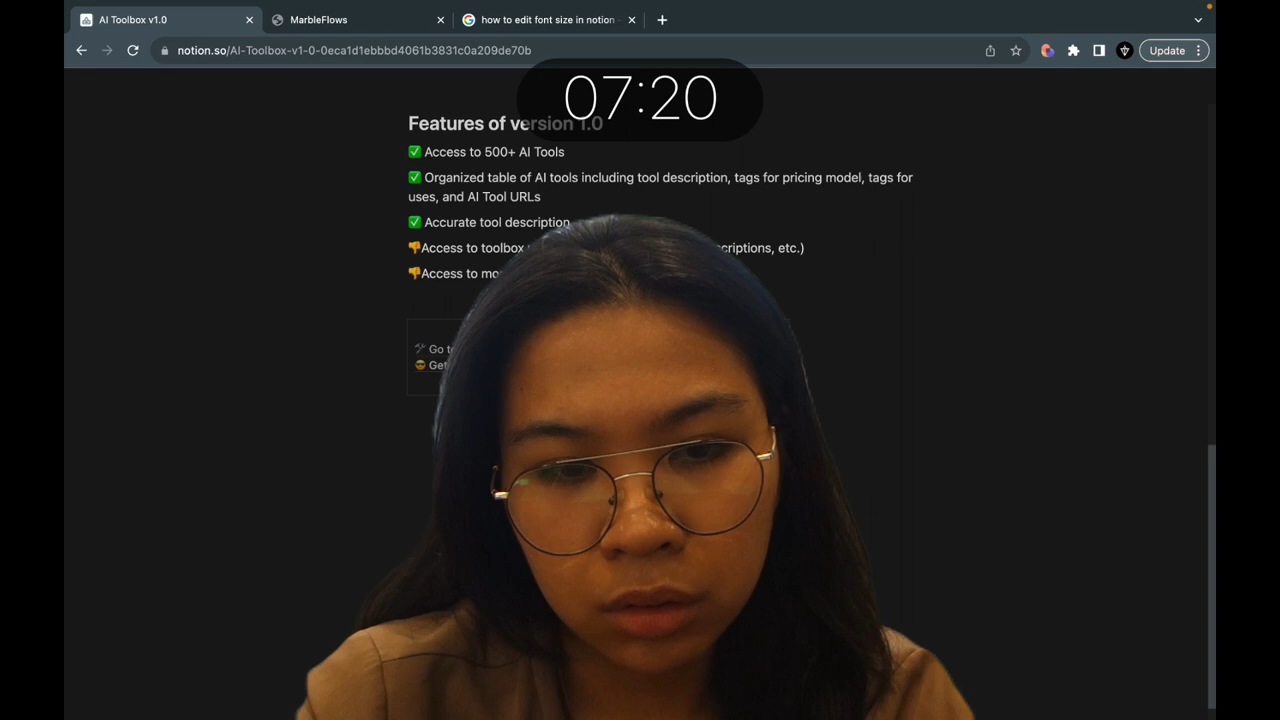 AI Toolbox v1.0
MarbleFlows
how to edit font size in notion
notion.so/AI-Toolbox-v1-0-0eca1d1ebbbd4061b3831c0a209de70b
Update
07:20
Features of version 1.0
✅ Access to 500+ AI Tools
✅ Organized table of AI tools including tool description, tags for pricing model, tags for
uses, and AI Tool URLs
✅ Accurate tool description
👎Access to toolbox criptions, etc.)
👎Access to
🛠 Go
😎 Get